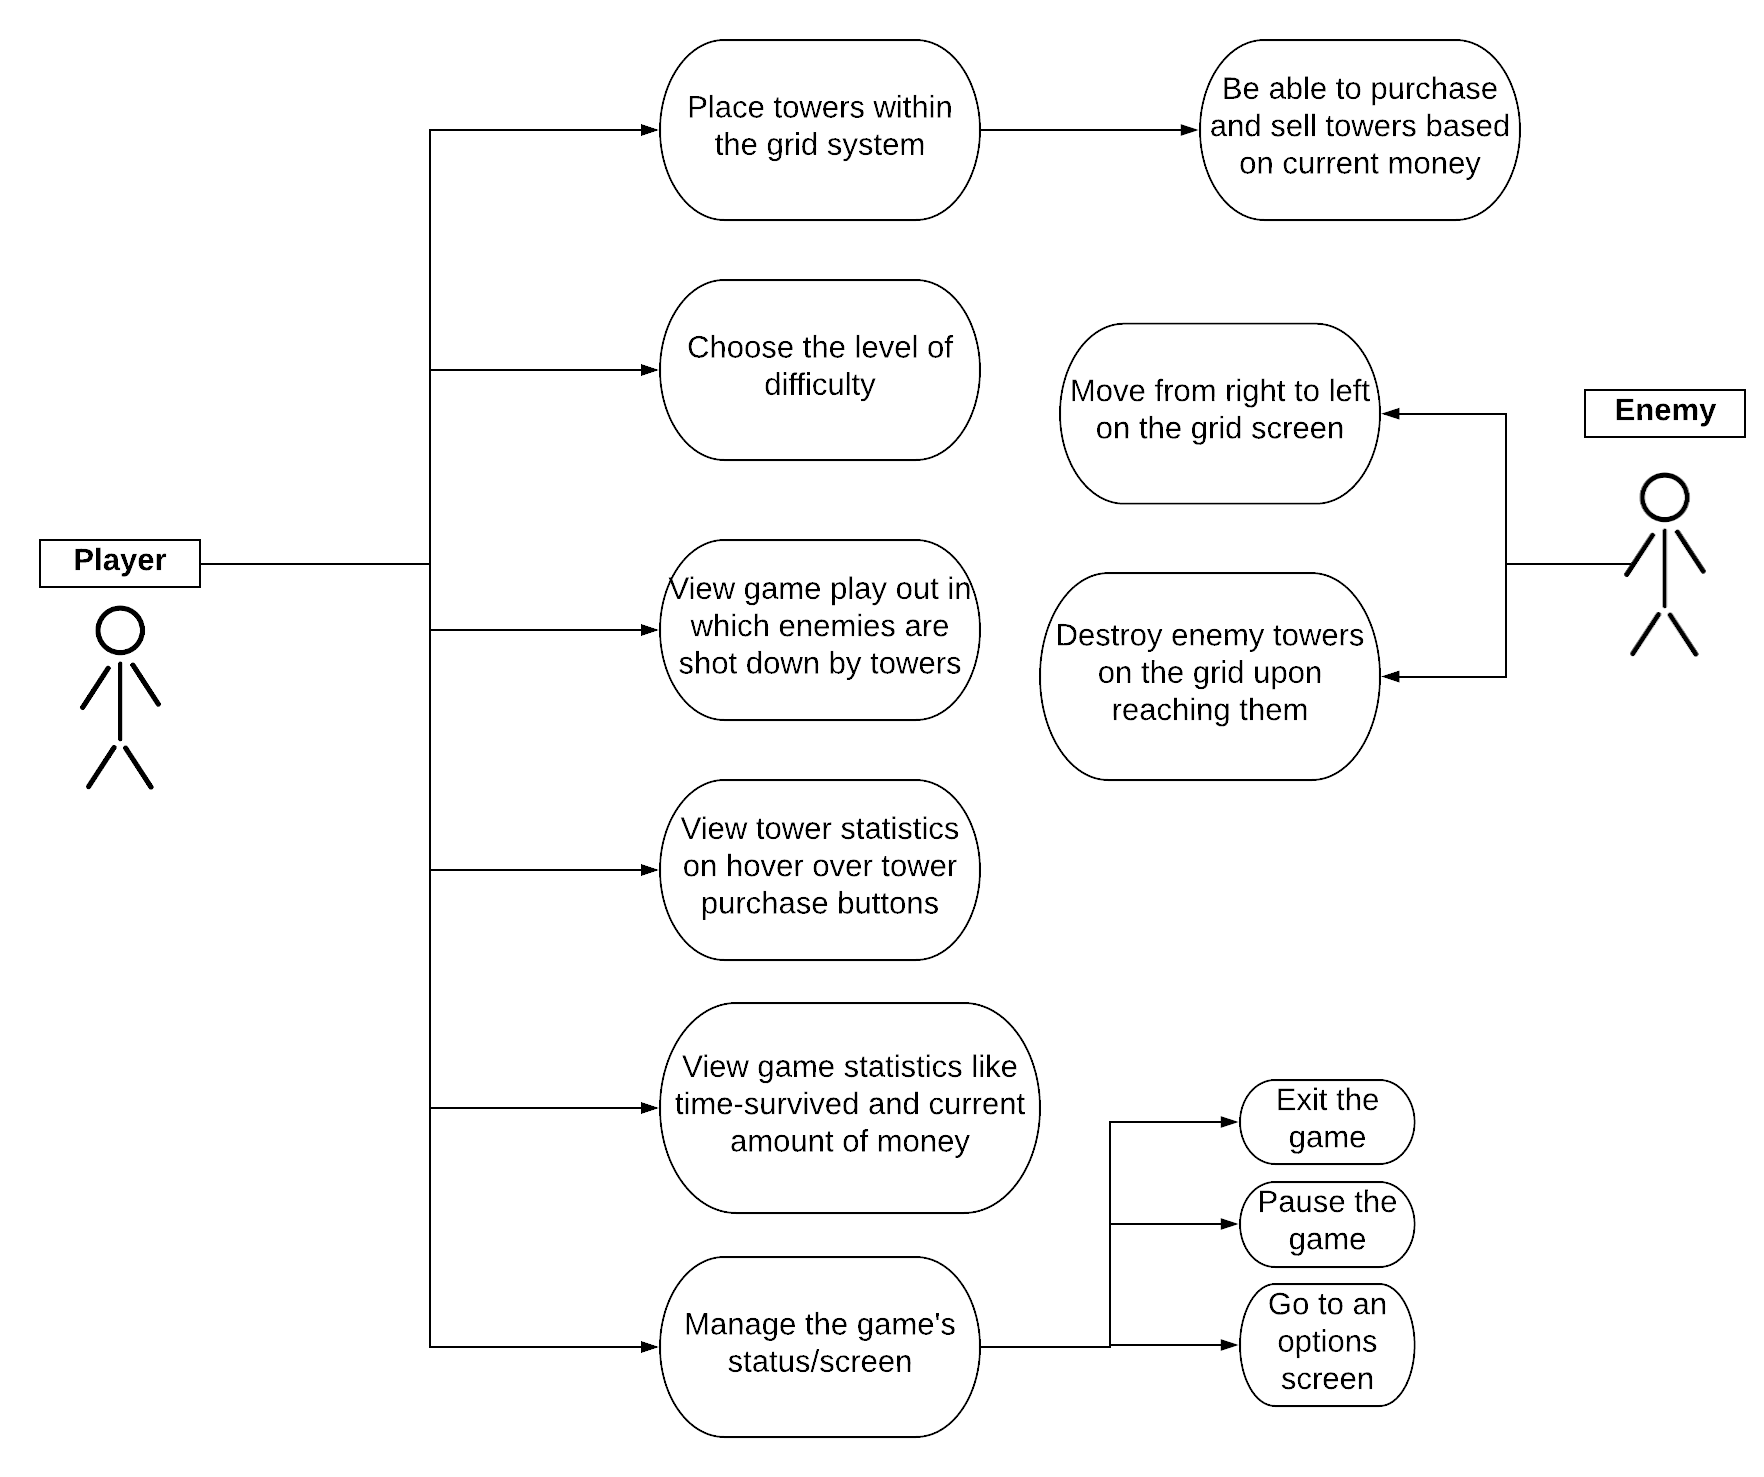 Place towers within
the grid system
Be able to purchase
and sell towers based
on current money
Choose the level of
difficulty
Move from right to left
on the grid screen
Enemy
Player
View game play out in
which enemies are
shot down by towers
Destroy enemy towers
on the grid upon
reaching them
View tower statistics
on hover over tower
purchase buttons
View game statistics like
time-survived and current
amount of money
Exit the
game
Pause the
game
Manage the game's
status/screen
Go to an
options
screen